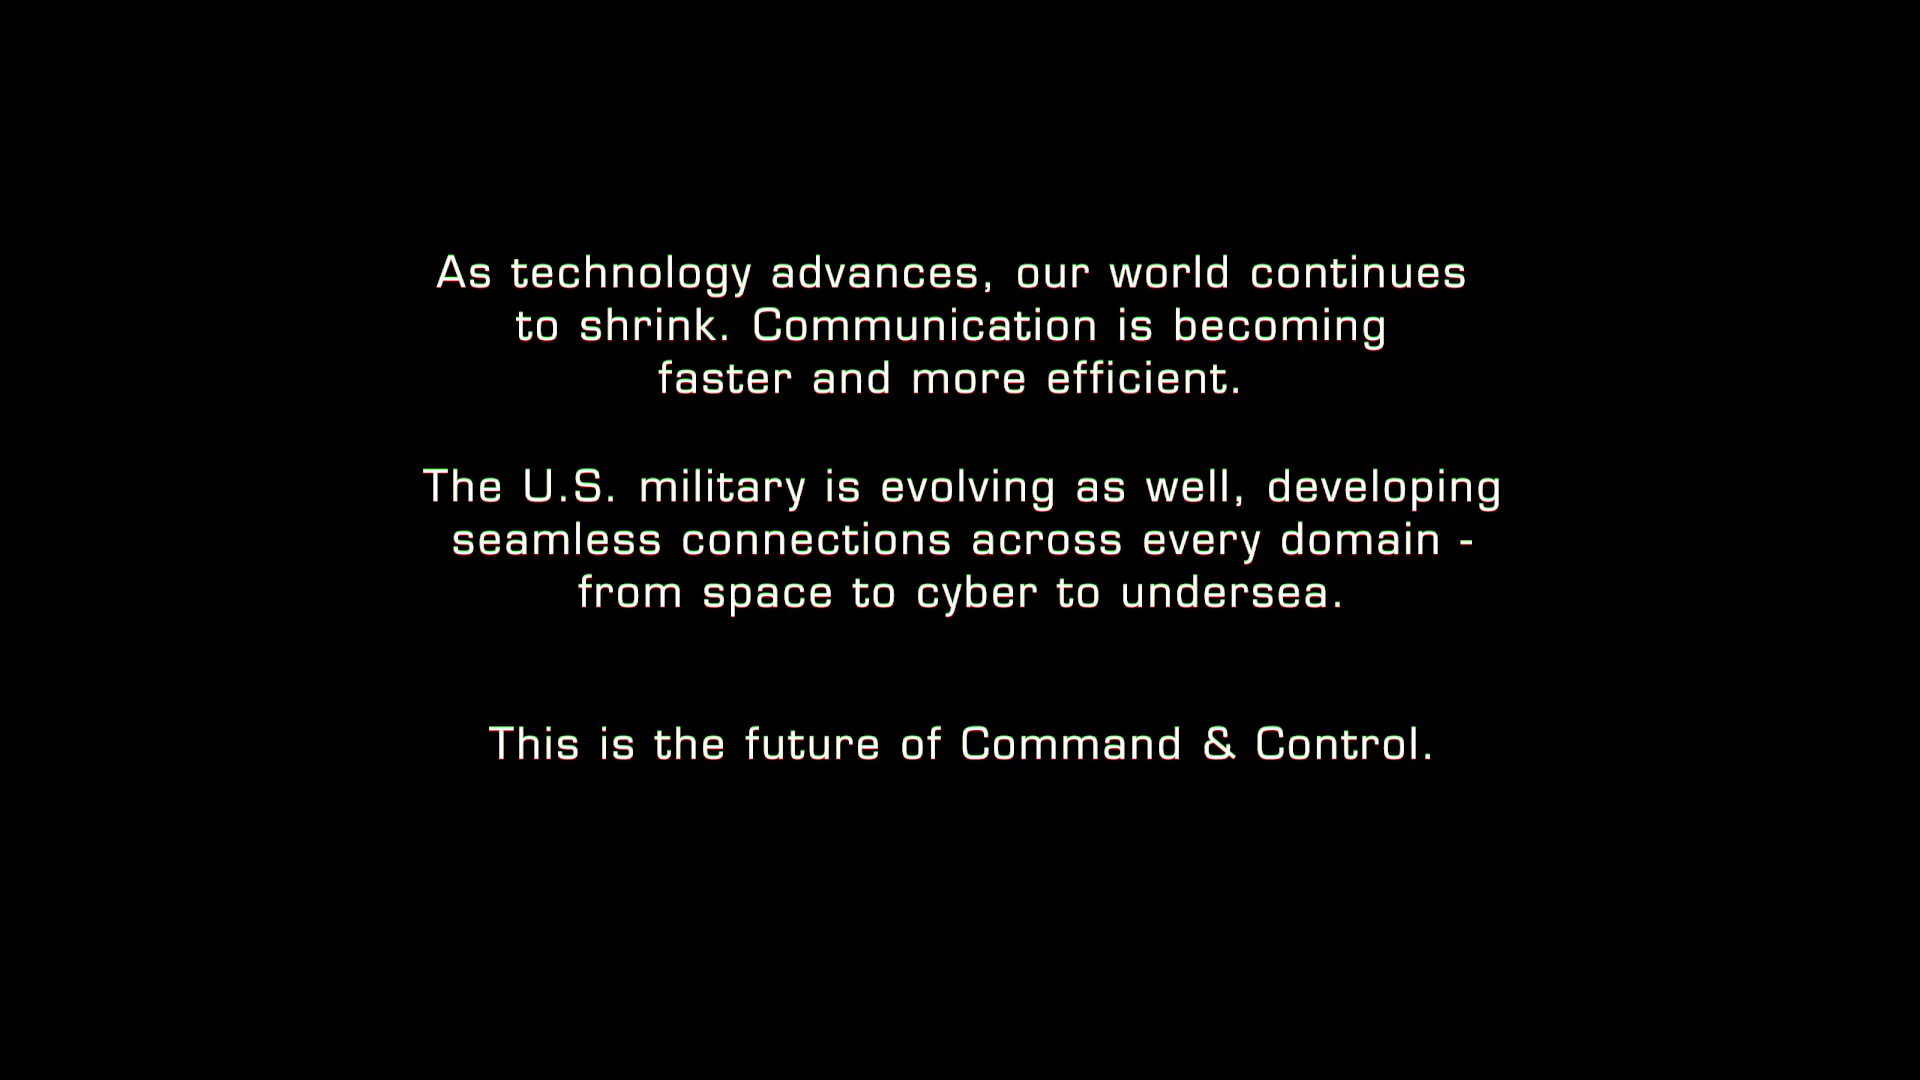 As technology advances, our world continues
to shrink. Communication is becoming
faster and more efficient.
The U.S. military is evolving as well, developing
seamless connections across every domain -
from space to cyber to undersea.
This is the future of Command & Control.